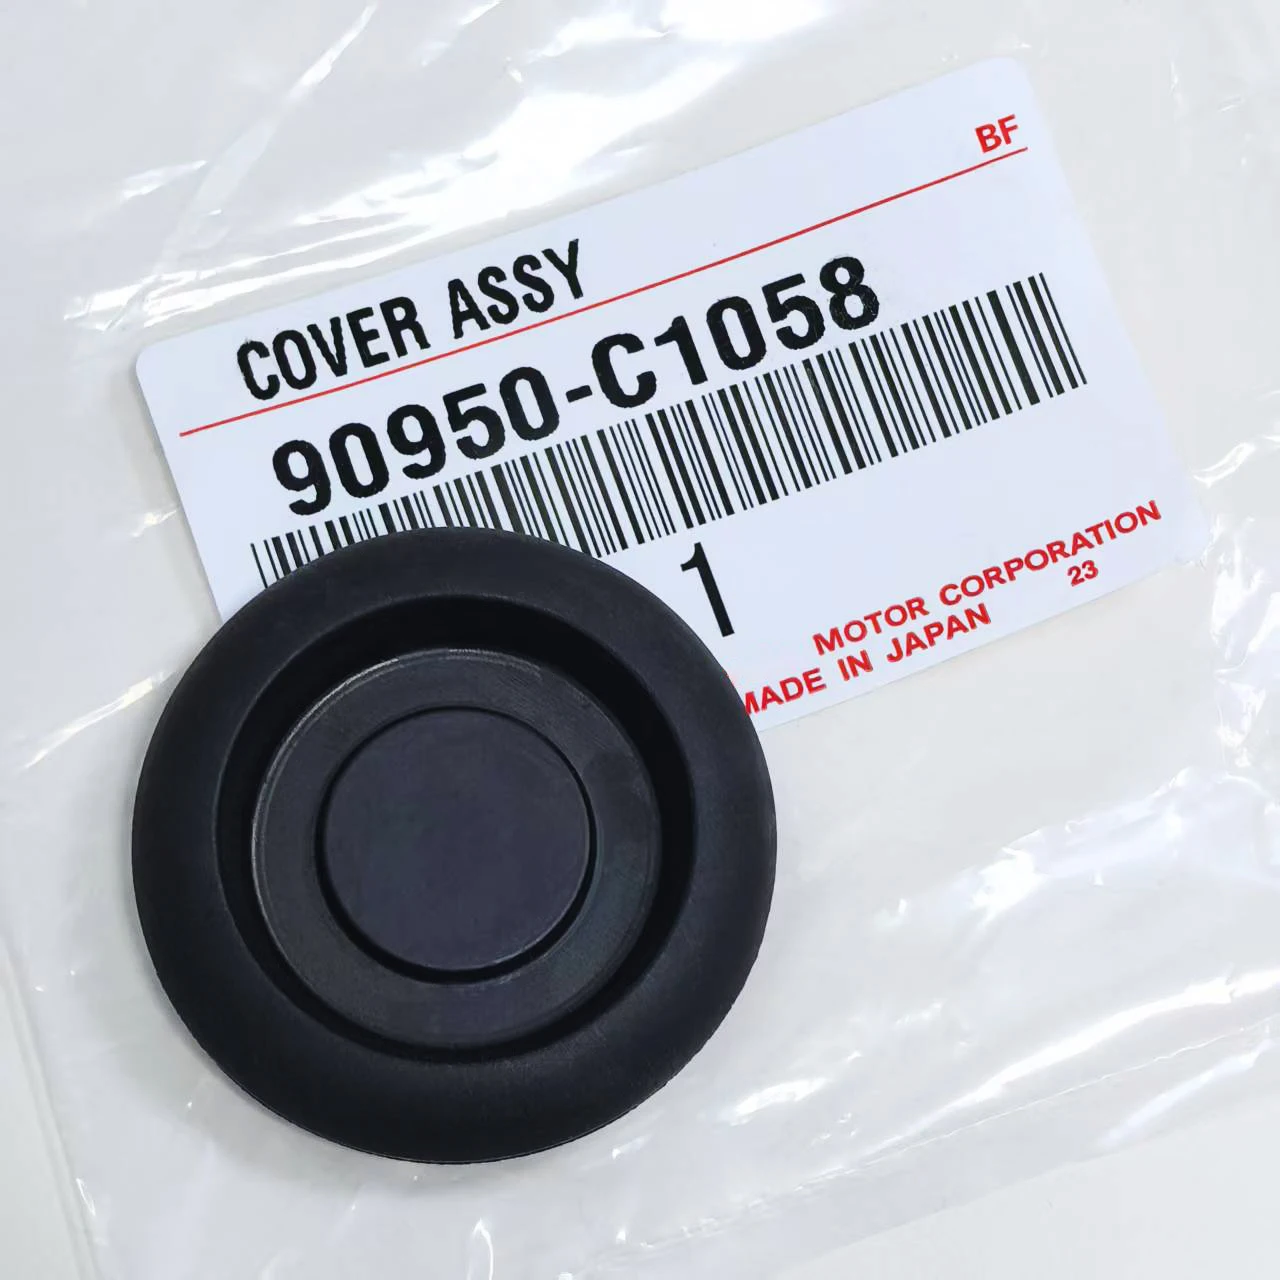 BF
COVER ASSY
90950-C1058
1
MOTOR CORPORATION
MADE IN JAPAN 23